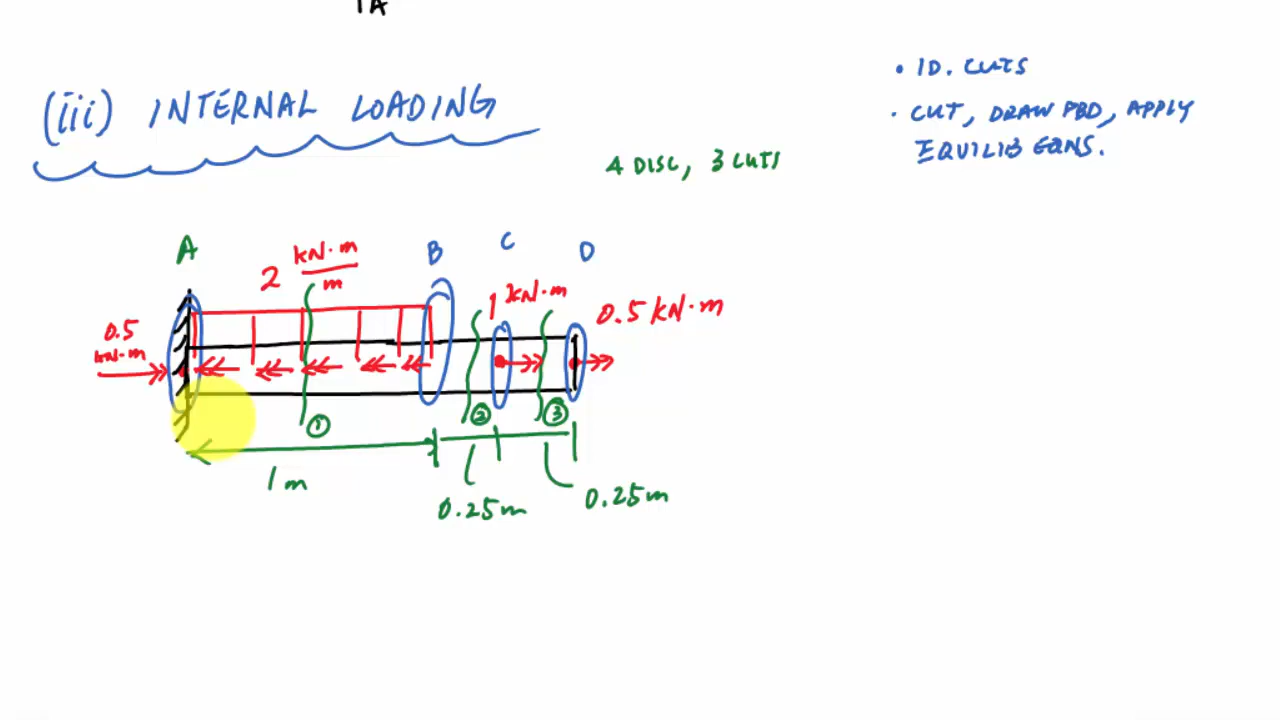 TA
(iii) INTERNAL LOADING
• ID. CUTS
• CUT, DRAW FBD, APPLY
EQUILIB EQNS.
4 DISC, 3 CUTS
A
B
C
D
2 kN·m
m
1 kN·m
0.5 kN·m
0.5
kN·m
①
②
③
1m
0.25m
0.25m